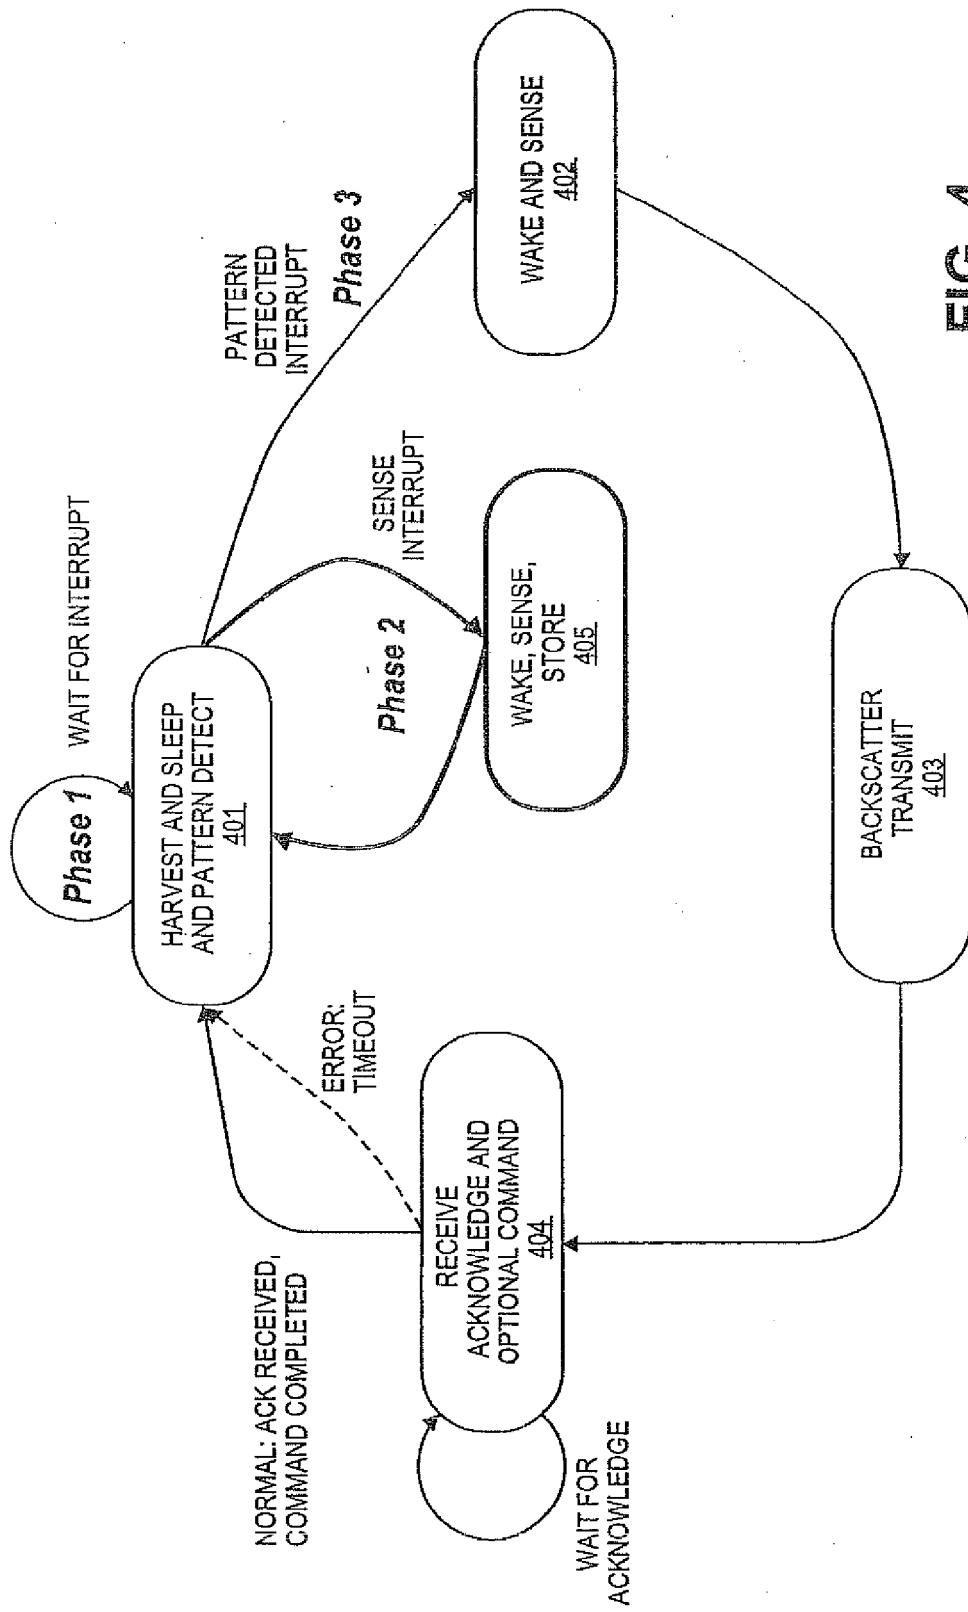 WAIT FOR INTERRUPT
Phase 1
HARVEST AND SLEEP
AND PATTERN DETECT
401
PATTERN
DETECTED
INTERRUPT
Phase 3
SENSE
INTERRUPT
Phase 2
WAKE, SENSE,
STORE
405
WAKE AND SENSE
402
BACKSCATTER
TRANSMIT
403
NORMAL: ACK RECEIVED,
COMMAND COMPLETED
ERROR:
TIMEOUT
RECEIVE
ACKNOWLEDGE AND
OPTIONAL COMMAND
404
WAIT FOR
ACKNOWLEDGE
FIG. 4